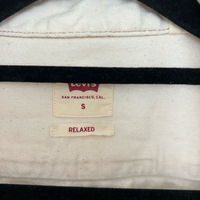 LEVI'S
SAN FRANCISCO, CAL.
S
RELAXED